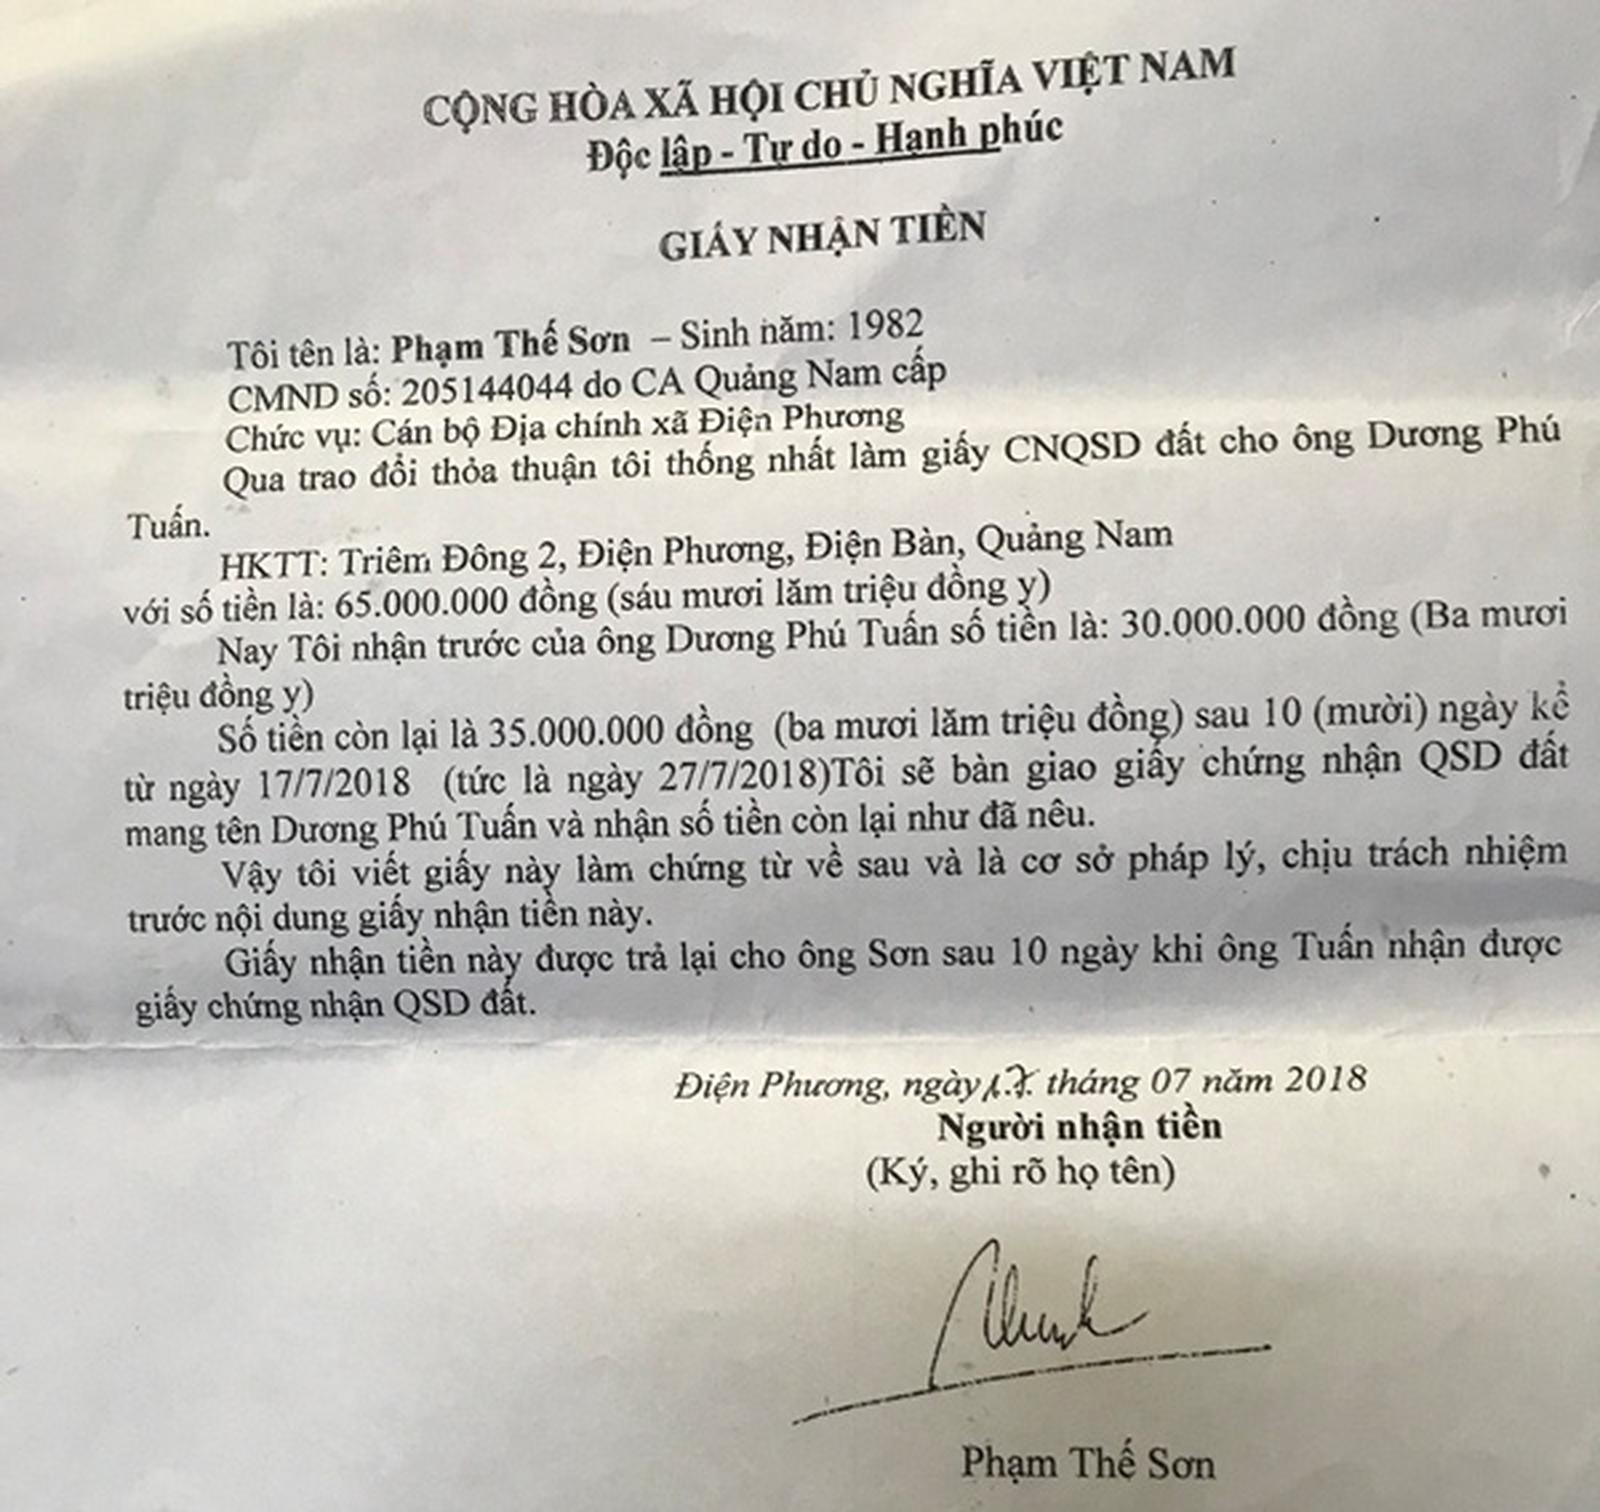 CỘNG HÒA XÃ HỘI CHỦ NGHĨA VIỆT NAM
Độc lập - Tự do - Hạnh phúc
GIẤY NHẬN TIỀN
Tôi tên là: Phạm Thế Sơn – Sinh năm: 1982
CMND số: 205144044 do CA Quảng Nam cấp
Chức vụ: Cán bộ Địa chính xã Điện Phương
Qua trao đổi thỏa thuận tôi thống nhất làm giấy CNQSD đất cho ông Dương Phú
Tuấn.
HKTT: Triêm Đông 2, Điện Phương, Điện Bàn, Quảng Nam
với số tiền là: 65.000.000 đồng (sáu mươi lăm triệu đồng y)
Nay Tôi nhận trước của ông Dương Phú Tuấn số tiền là: 30.000.000 đồng (Ba mươi
triệu đồng y)
Số tiền còn lại là 35.000.000 đồng (ba mươi lăm triệu đồng) sau 10 (mười) ngày kể
từ ngày 17/7/2018 (tức là ngày 27/7/2018)Tôi sẽ bàn giao giấy chứng nhận QSD đất
mang tên Dương Phú Tuấn và nhận số tiền còn lại như đã nêu.
Vậy tôi viết giấy này làm chứng từ về sau và là cơ sở pháp lý, chịu trách nhiệm
trước nội dung giấy nhận tiền này.
Giấy nhận tiền này được trả lại cho ông Sơn sau 10 ngày khi ông Tuấn nhận được
giấy chứng nhận QSD đất.
Điện Phương, ngày 17 tháng 07 năm 2018
Người nhận tiền
(Ký, ghi rõ họ tên)
Phạm Thế Sơn